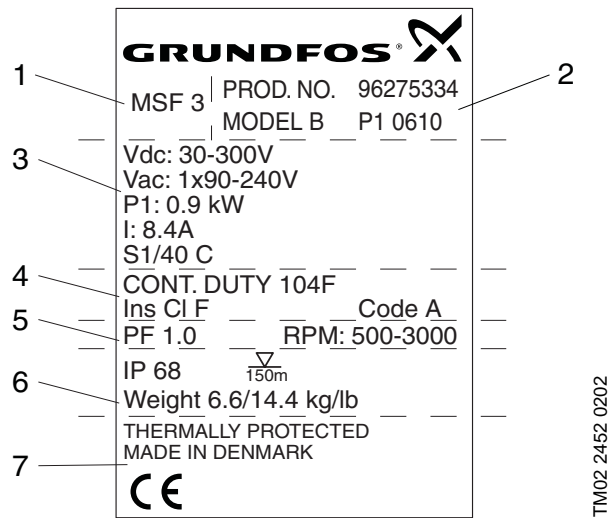 GRUNDFOS
1
MSF 3
PROD. NO. 96275334
2
MODEL B P1 0610
3
Vdc: 30-300V
Vac: 1x90-240V
P1: 0.9 kW
I: 8.4A
S1/40 C
4
CONT. DUTY 104F
Ins Cl F Code A
5
PF 1.0 RPM: 500-3000
IP 68 150m
6
Weight 6.6/14.4 kg/lb
THERMALLY PROTECTED
MADE IN DENMARK
7
CE
TM02 2452 0202